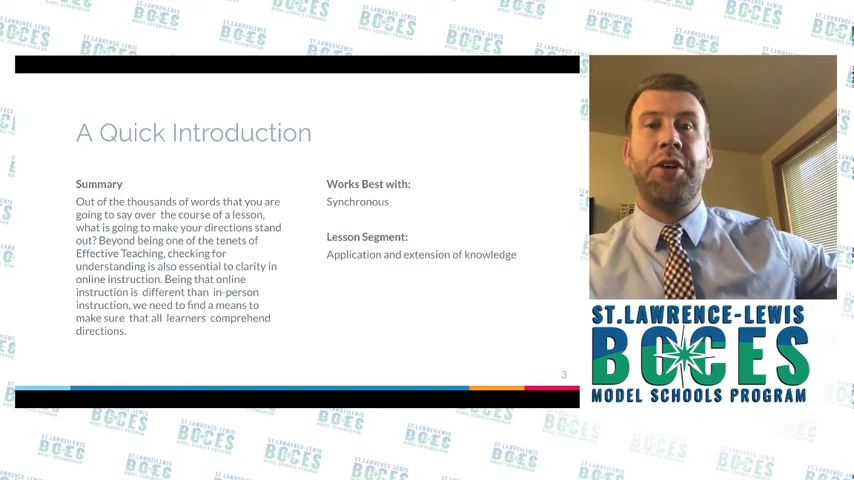 A Quick Introduction
Summary
Out of the thousands of words that you are
going to say over the course of a lesson,
what is going to make your directions stand
out? Beyond being one of the tenets of
Effective Teaching, checking for
understanding is also essential to clarity in
online instruction. Being that online
instruction is different than in-person
instruction, we need to find a means to
make sure that all learners comprehend
directions.
Works Best with:
Synchronous
Lesson Segment:
Application and extension of knowledge
3
ST.LAWRENCE-LEWIS
BOCES
MODEL SCHOOLS PROGRAM